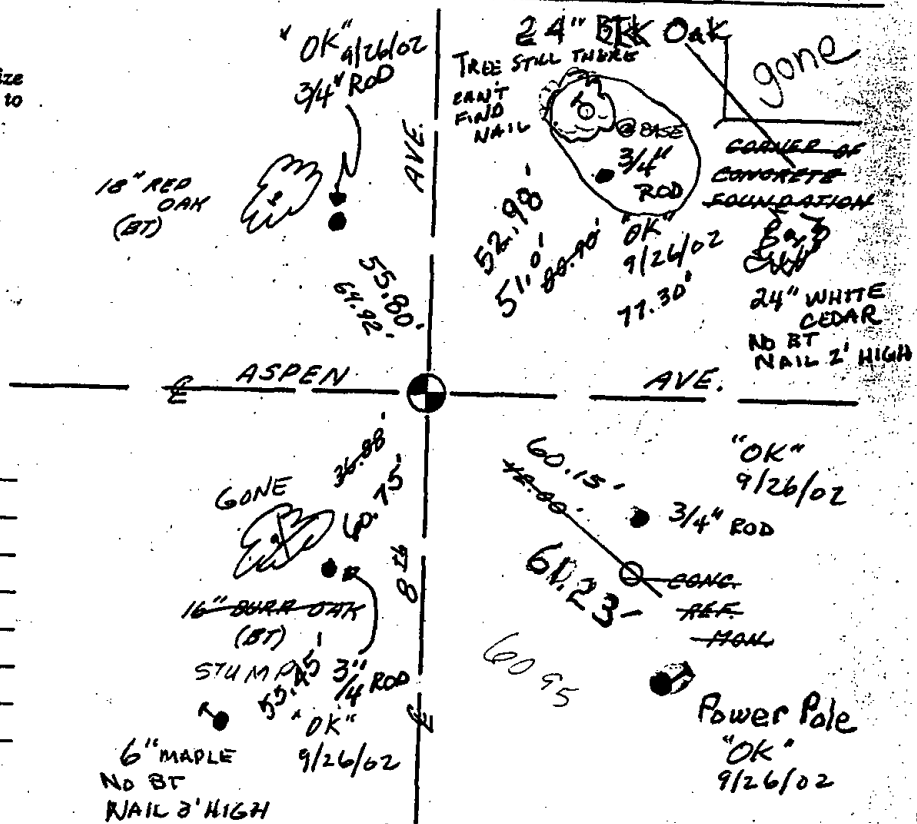 ize
to
"OK" 9/26/02
3/4" ROD
18" RED
OAK
(BT)
55.80'
64.92'
AVE.
24" BLK Oak
TREE STILL THERE
CAN'T
FIND
NAIL
@ BASE
3/4"
ROD
"OK"
9/26/02
52.98'
51.0'
77.30'
gone
CORNER OF
CONCRETE
FOUNDATION
24" WHITE
CEDAR
NO BT
NAIL 2' HIGH
ASPEN
AVE.
GONE
36.88'
60.75'
16" BURR OAK
(BT)
STUMP
55.45'
3/4" ROD
"OK"
9/26/02
6" MAPLE
NO BT
NAIL 3' HIGH
8th
60.15'
"OK"
9/26/02
3/4" ROD
CONC.
REF.
MON.
60 95
Power Pole
"OK"
9/26/02